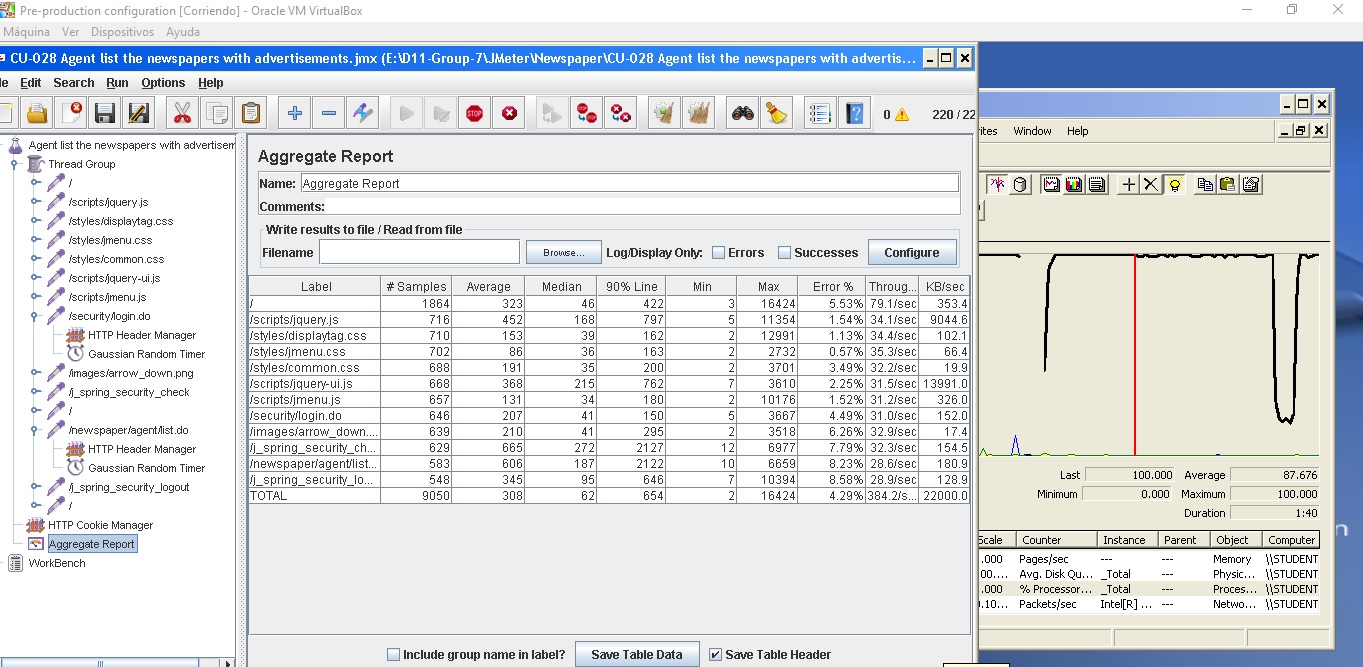 Pre-production configuration [Corriendo] - Oracle VM VirtualBox
Máquina Ver Dispositivos Ayuda
CU-028 Agent list the newspapers with advertisements.jmx (E:\D11-Group-7\JMeter\Newspaper\CU-028 Agent list the newspapers with advertis...
Edit Search Run Options Help
STOP
0
220 / 22
Agent list the newspapers with advertisem
Thread Group
/
/scripts/jquery.js
/styles/displaytag.css
/styles/jmenu.css
/styles/common.css
/scripts/jquery-ui.js
/scripts/jmenu.js
/security/login.do
HTTP Header Manager
Gaussian Random Timer
/images/arrow_down.png
/j_spring_security_check
/
/newspaper/agent/list.do
HTTP Header Manager
Gaussian Random Timer
/j_spring_security_logout
/
HTTP Cookie Manager
Aggregate Report
WorkBench
Aggregate Report
Name: Aggregate Report
Comments:
Write results to file / Read from file
Filename Browse... Log/Display Only: Errors Successes Configure
Label # Samples Average Median 90% Line Min Max Error % Throug... KB/sec
/ 1864 323 46 422 3 16424 5.53% 79.1/sec 353.4
/scripts/jquery.js 716 452 168 797 5 11354 1.54% 34.1/sec 9044.6
/styles/displaytag.css 710 153 39 162 2 12991 1.13% 34.4/sec 102.1
/styles/jmenu.css 702 86 36 163 2 2732 0.57% 35.3/sec 66.4
/styles/common.css 688 191 35 200 2 3701 3.49% 32.2/sec 19.9
/scripts/jquery-ui.js 668 368 215 762 7 3610 2.25% 31.5/sec 13991.0
/scripts/jmenu.js 657 131 34 180 2 10176 1.52% 31.2/sec 326.0
/security/login.do 646 207 41 150 5 3667 4.49% 31.0/sec 152.0
/images/arrow_down.... 639 210 41 295 2 3518 6.26% 32.9/sec 17.4
/j_spring_security_ch... 629 665 272 2127 12 6977 7.79% 32.3/sec 154.5
/newspaper/agent/list... 583 606 187 2122 10 6659 8.23% 28.6/sec 180.9
/j_spring_security_lo... 548 345 95 646 7 10394 8.58% 28.9/sec 128.9
TOTAL 9050 308 62 654 2 16424 4.29% 384.2/s... 22000.0
Include group name in label? Save Table Data Save Table Header
ites Window Help
Last 100.000 Average 87.676
Minimum 0.000 Maximum 100.000
Duration 1:40
Scale Counter Instance Parent Object Computer
.000 Pages/sec --- --- Memory \\STUDENT
00.... Avg. Disk Qu... _Total --- Physic... \\STUDENT
.000 % Processor... _Total --- Proces... \\STUDENT
0.10... Packets/sec Intel[R] ... --- Netwo... \\STUDENT